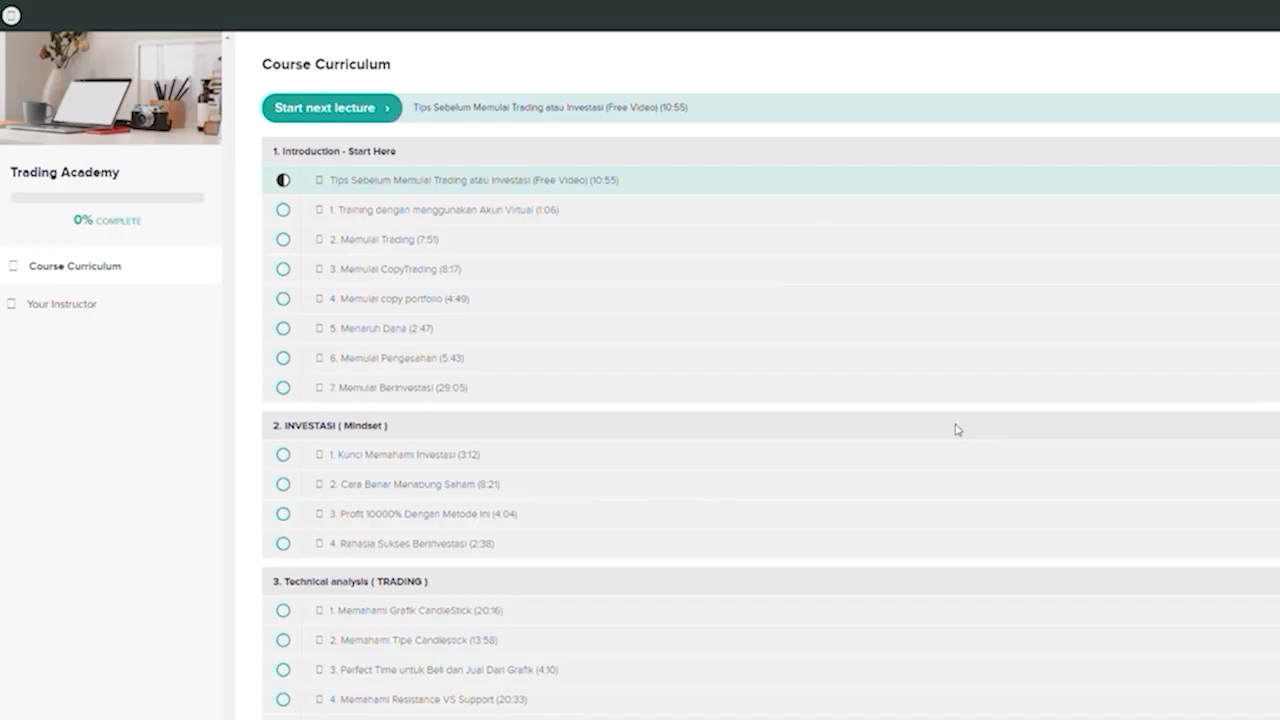 Course Curriculum
Start next lecture › Tips Sebelum Memulai Trading atau Investasi (Free Video) (10:55)
Trading Academy
0% COMPLETE
Course Curriculum
Your Instructor
1. Introduction - Start Here
Tips Sebelum Memulai Trading atau Investasi (Free Video) (10:55)
1. Training dengan menggunakan Akun Virtual (1:06)
2. Memulai Trading (7:51)
3. Memulai CopyTrading (8:17)
4. Memulai copy portfolio (4:49)
5. Menaruh Dana (2:47)
6. Memulai Pengesahan (5:43)
7. Memulai Berinvestasi (29:05)
2. INVESTASI ( Mindset )
1. Kunci Memahami Investasi (3:12)
2. Cara Benar Menabung Saham (8:21)
3. Profit 10000% Dengan Metode Ini (4:04)
4. Rahasia Sukses Berinvestasi (2:38)
3. Technical analysis ( TRADING )
1. Memahami Grafik CandleStick (20:16)
2. Memahami Tipe Candlestick (13:58)
3. Perfect Time untuk Beli dan Jual Dari Grafik (4:10)
4. Memahami Resistance VS Support (20:33)